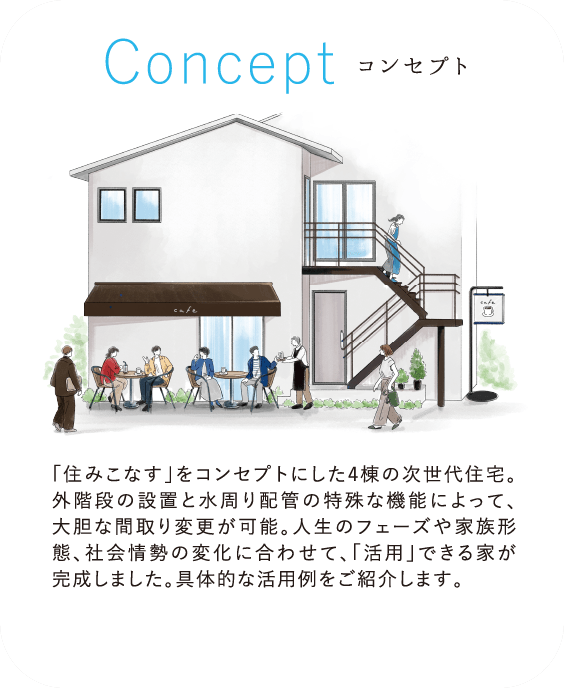 Concept コンセプト
cafe
cafe
「住みこなす」をコンセプトにした4棟の次世代住宅。
外階段の設置と水周り配管の特殊な機能によって、
大胆な間取り変更が可能。人生のフェーズや家族形
態、社会情勢の変化に合わせて、「活用」できる家が
完成しました。具体的な活用例をご紹介します。